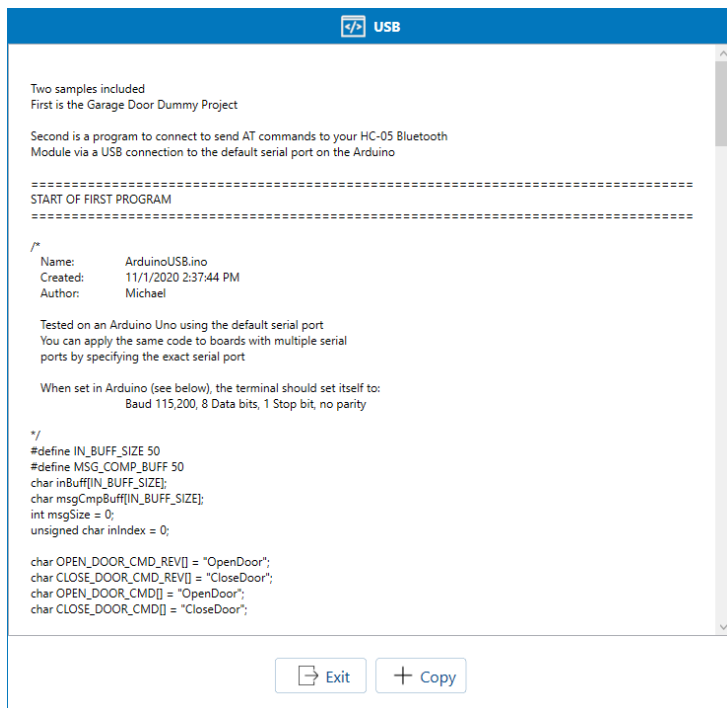 USB
Two samples included
First is the Garage Door Dummy Project
Second is a program to connect to send AT commands to your HC-05 Bluetooth
Module via a USB connection to the default serial port on the Arduino
==================================================================================
START OF FIRST PROGRAM
==================================================================================
/*
Name: ArduinoUSB.ino
Created: 11/1/2020 2:37:44 PM
Author: Michael
Tested on an Arduino Uno using the default serial port
You can apply the same code to boards with multiple serial
ports by specifying the exact serial port
When set in Arduino (see below), the terminal should set itself to:
Baud 115,200, 8 Data bits, 1 Stop bit, no parity
*/
#define IN_BUFF_SIZE 50
#define MSG_COMP_BUFF 50
char inBuff[IN_BUFF_SIZE];
char msgCmpBuff[IN_BUFF_SIZE];
int msgSize = 0;
unsigned char inIndex = 0;
char OPEN_DOOR_CMD_REV[] = "OpenDoor";
char CLOSE_DOOR_CMD_REV[] = "CloseDoor";
char OPEN_DOOR_CMD[] = "OpenDoor";
char CLOSE_DOOR_CMD[] = "CloseDoor";
Exit Copy